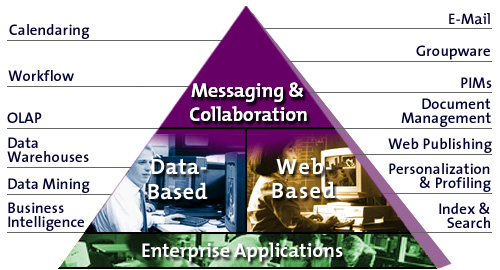 Calendaring
Workflow
OLAP
Data
Warehouses
Data Mining
Business
Intelligence
Messaging &
Collaboration
Data-
Based
Web-
Based
Enterprise Applications
E-Mail
Groupware
PIMs
Document
Management
Web Publishing
Personalization
& Profiling
Index &
Search